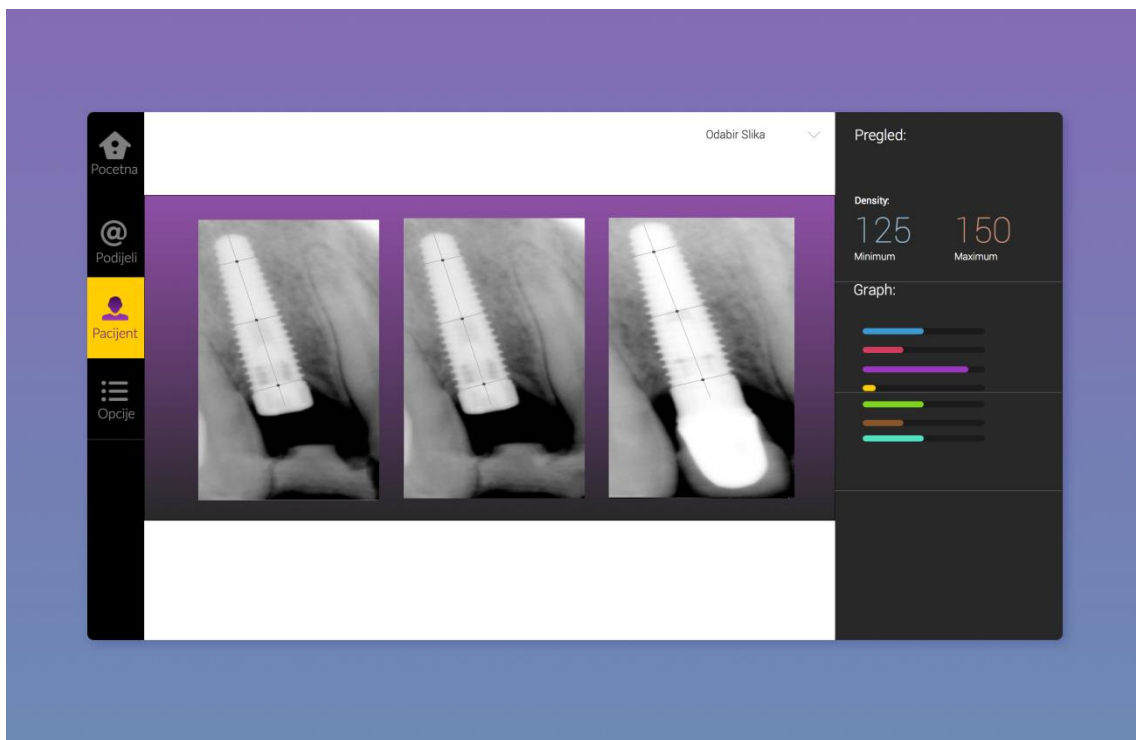 Pocetna
Podijeli
Pacijent
Opcije
Odabir Slika
Pregled:
Density:
125 150
Minimum Maximum
Graph: